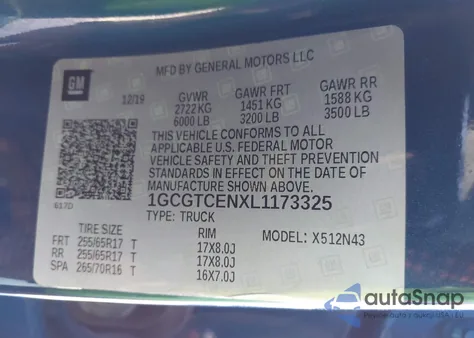 MFD BY GENERAL MOTORS LLC
GM
12/19
GVWR GAWR FRT GAWR RR
2722 KG 1451 KG 1588 KG
6000 LB 3200 LB 3500 LB
THIS VEHICLE CONFORMS TO ALL
APPLICABLE U.S. FEDERAL MOTOR
VEHICLE SAFETY AND THEFT PREVENTION
STANDARDS IN EFFECT ON THE DATE OF
MANUFACTURE SHOWN ABOVE.
617D
1GCGTCENXL1173325
TYPE: TRUCK
TIRE SIZE RIM MODEL: X512N43
FRT 255/65R17 T 17X8.0J
RR 255/65R17 T 17X8.0J
SPA 265/70R16 T 16X7.0J
autoSnap